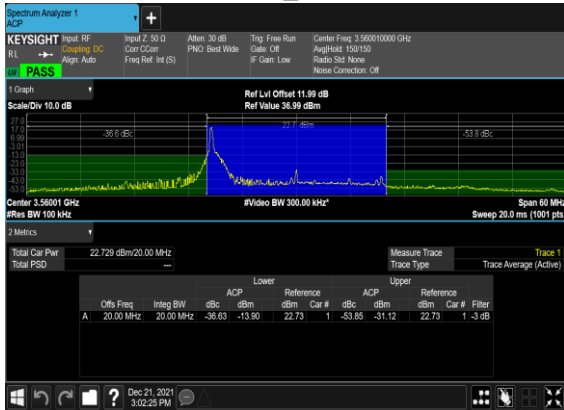 Spectrum Analyzer 1
ACP
+
KEYSIGHT Input: RF Input Z: 50 Ω Atten: 30 dB Trig: Free Run Center Freq: 3.560010000 GHz
RL Coupling: DC Corr CCorr PNO: Best Wide Gate: Off Avg|Hold: 150/150
Align: Auto Freq Ref: Int (S) IF Gain: Low Radio Std: None
LXI PASS Noise Correction: Off
1 Graph Ref Lvl Offset 11.99 dB
Scale/Div 10.0 dB Ref Value 36.99 dBm
27.0
17.0 22.7 dBm
6.99 -36.6 dBc -53.8 dBc
-3.01
-13.0
-23.0
-33.0
-43.0
-53.0
Center 3.56001 GHz #Video BW 300.00 kHz* Span 60 MHz
#Res BW 100 kHz Sweep 20.0 ms (1001 pts
2 Metrics
Total Car Pwr 22.729 dBm/20.00 MHz Measure Trace Trace 1
Total PSD --- Trace Type Trace Average (Active)
Lower Upper
ACP Reference ACP Reference
Offs Freq Integ BW dBc dBm dBm Car # dBc dBm dBm Car # Filter
A 20.00 MHz 20.00 MHz -36.63 -13.90 22.73 1 -53.85 -31.12 22.73 1 -3 dB
? Dec 21, 2021
3:02:25 PM